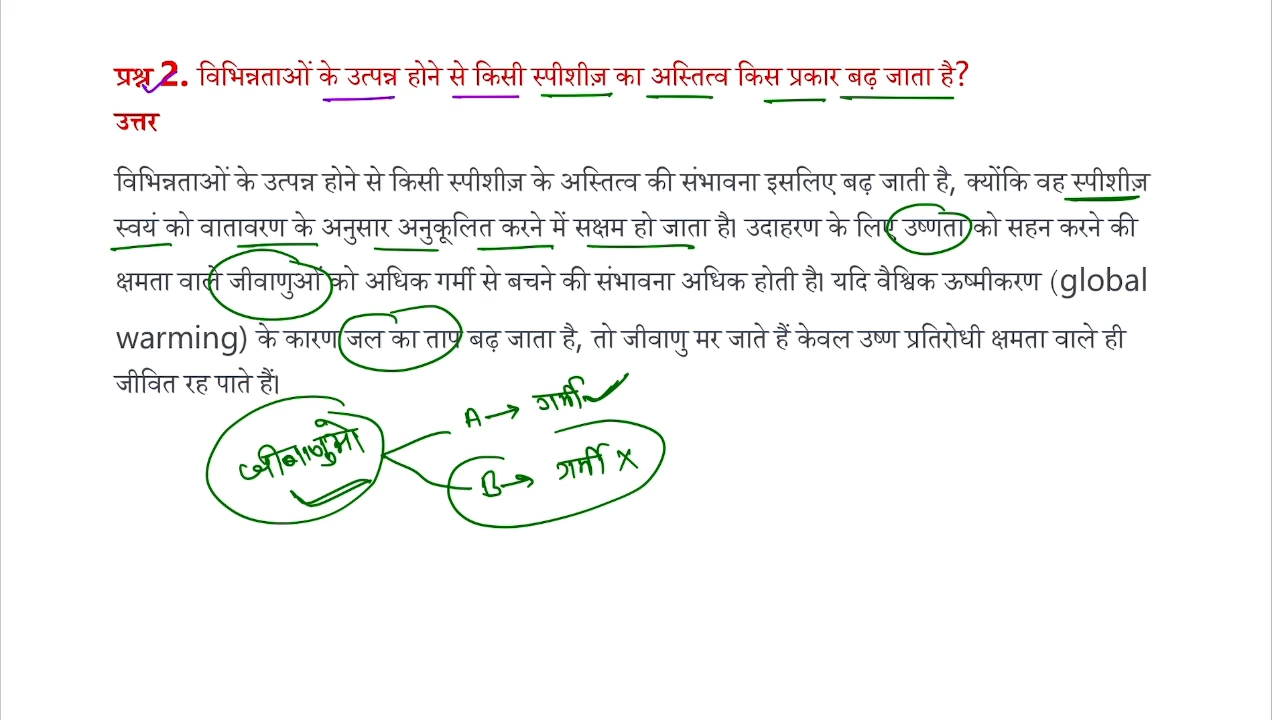 प्रश्न 2. विभिन्नताओं के उत्पन्न होने से किसी स्पीशीज़ का अस्तित्व किस प्रकार बढ़ जाता है?
उत्तर
विभिन्नताओं के उत्पन्न होने से किसी स्पीशीज़ के अस्तित्व की संभावना इसलिए बढ़ जाती है, क्योंकि वह स्पीशीज़
स्वयं को वातावरण के अनुसार अनुकूलित करने में सक्षम हो जाता है। उदाहरण के लिए उष्णता को सहन करने की
क्षमता वाले जीवाणुओं को अधिक गर्मी से बचने की संभावना अधिक होती है। यदि वैश्विक ऊष्मीकरण (global
warming) के कारण जल का ताप बढ़ जाता है, तो जीवाणु मर जाते हैं केवल उष्ण प्रतिरोधी क्षमता वाले ही
जीवित रह पाते हैं।
A → गर्मी ✓
जीवाणुओ
B → गर्मी ×